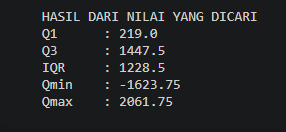 HASIL DARI NILAI YANG DICARI
Q1 : 219.0
Q3 : 1447.5
IQR : 1228.5
Qmin : -1623.75
Qmax : 2061.75